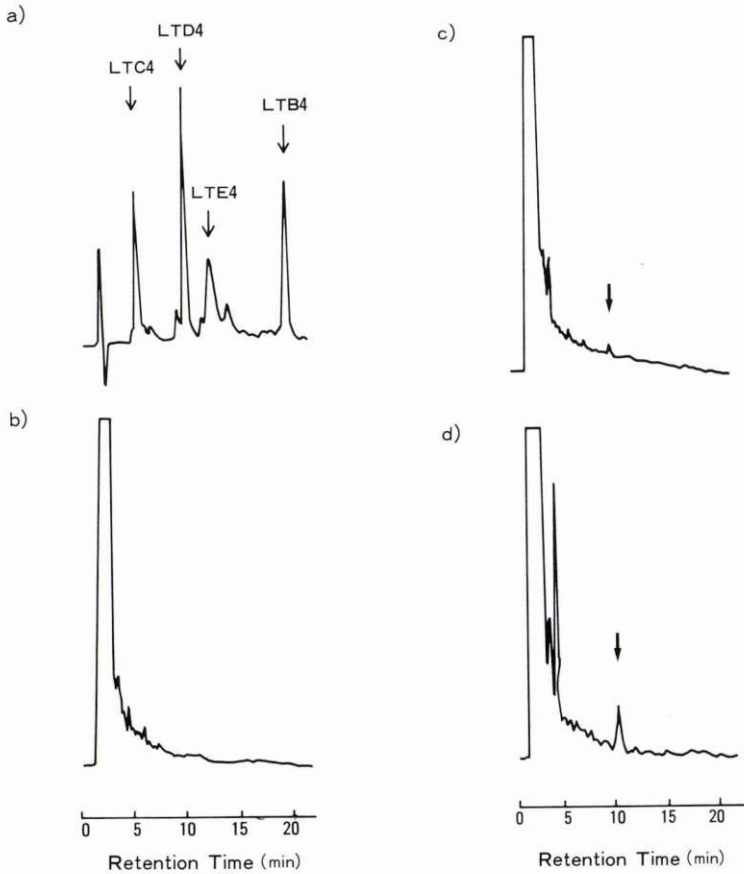 a)
LTC4
LTD4
LTE4
LTB4
c)
b)
d)
0 5 10 15 20
Retention Time (min)
0 5 10 15 20
Retention Time (min)